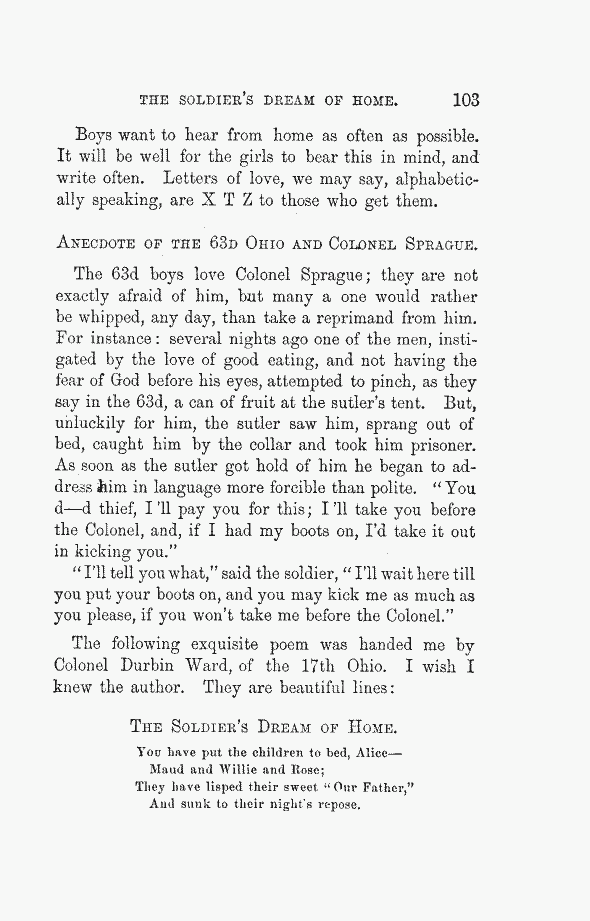 THE SOLDIER'S DREAM OF HOME. 103
Boys want to hear from home as often as possible.
It will be well for the girls to bear this in mind, and
write often. Letters of love, we may say, alphabetic-
ally speaking, are X T Z to those who get them.
ANECDOTE OF THE 63D OHIO AND COLONEL SPRAGUE.
The 63d boys love Colonel Sprague; they are not
exactly afraid of him, but many a one would rather
be whipped, any day, than take a reprimand from him.
For instance: several nights ago one of the men, insti-
gated by the love of good eating, and not having the
fear of God before his eyes, attempted to pinch, as they
say in the 63d, a can of fruit at the sutler's tent. But,
unluckily for him, the sutler saw him, sprang out of
bed, caught him by the collar and took him prisoner.
As soon as the sutler got hold of him he began to ad-
dress him in language more forcible than polite. "You
d—d thief, I'll pay you for this; I'll take you before
the Colonel, and, if I had my boots on, I'd take it out
in kicking you."
"I'll tell you what," said the soldier, "I'll wait here till
you put your boots on, and you may kick me as much as
you please, if you won't take me before the Colonel."
The following exquisite poem was handed me by
Colonel Durbin Ward, of the 17th Ohio. I wish I
knew the author. They are beautiful lines:
THE SOLDIER'S DREAM OF HOME.
You have put the children to bed, Alice—
Maud and Willie and Rose;
They have lisped their sweet "Our Father,"
And sunk to their night's repose.